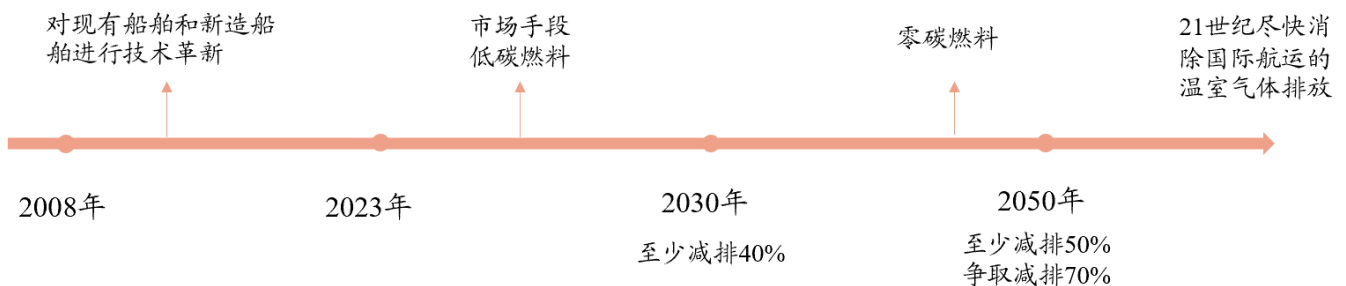 对现有船舶和新造船
舶进行技术革新
市场手段
低碳燃料
零碳燃料
21世纪尽快消
除国际航运的
温室气体排放
2008年
2023年
2030年
2050年
至少减排40%
至少减排50%
争取减排70%